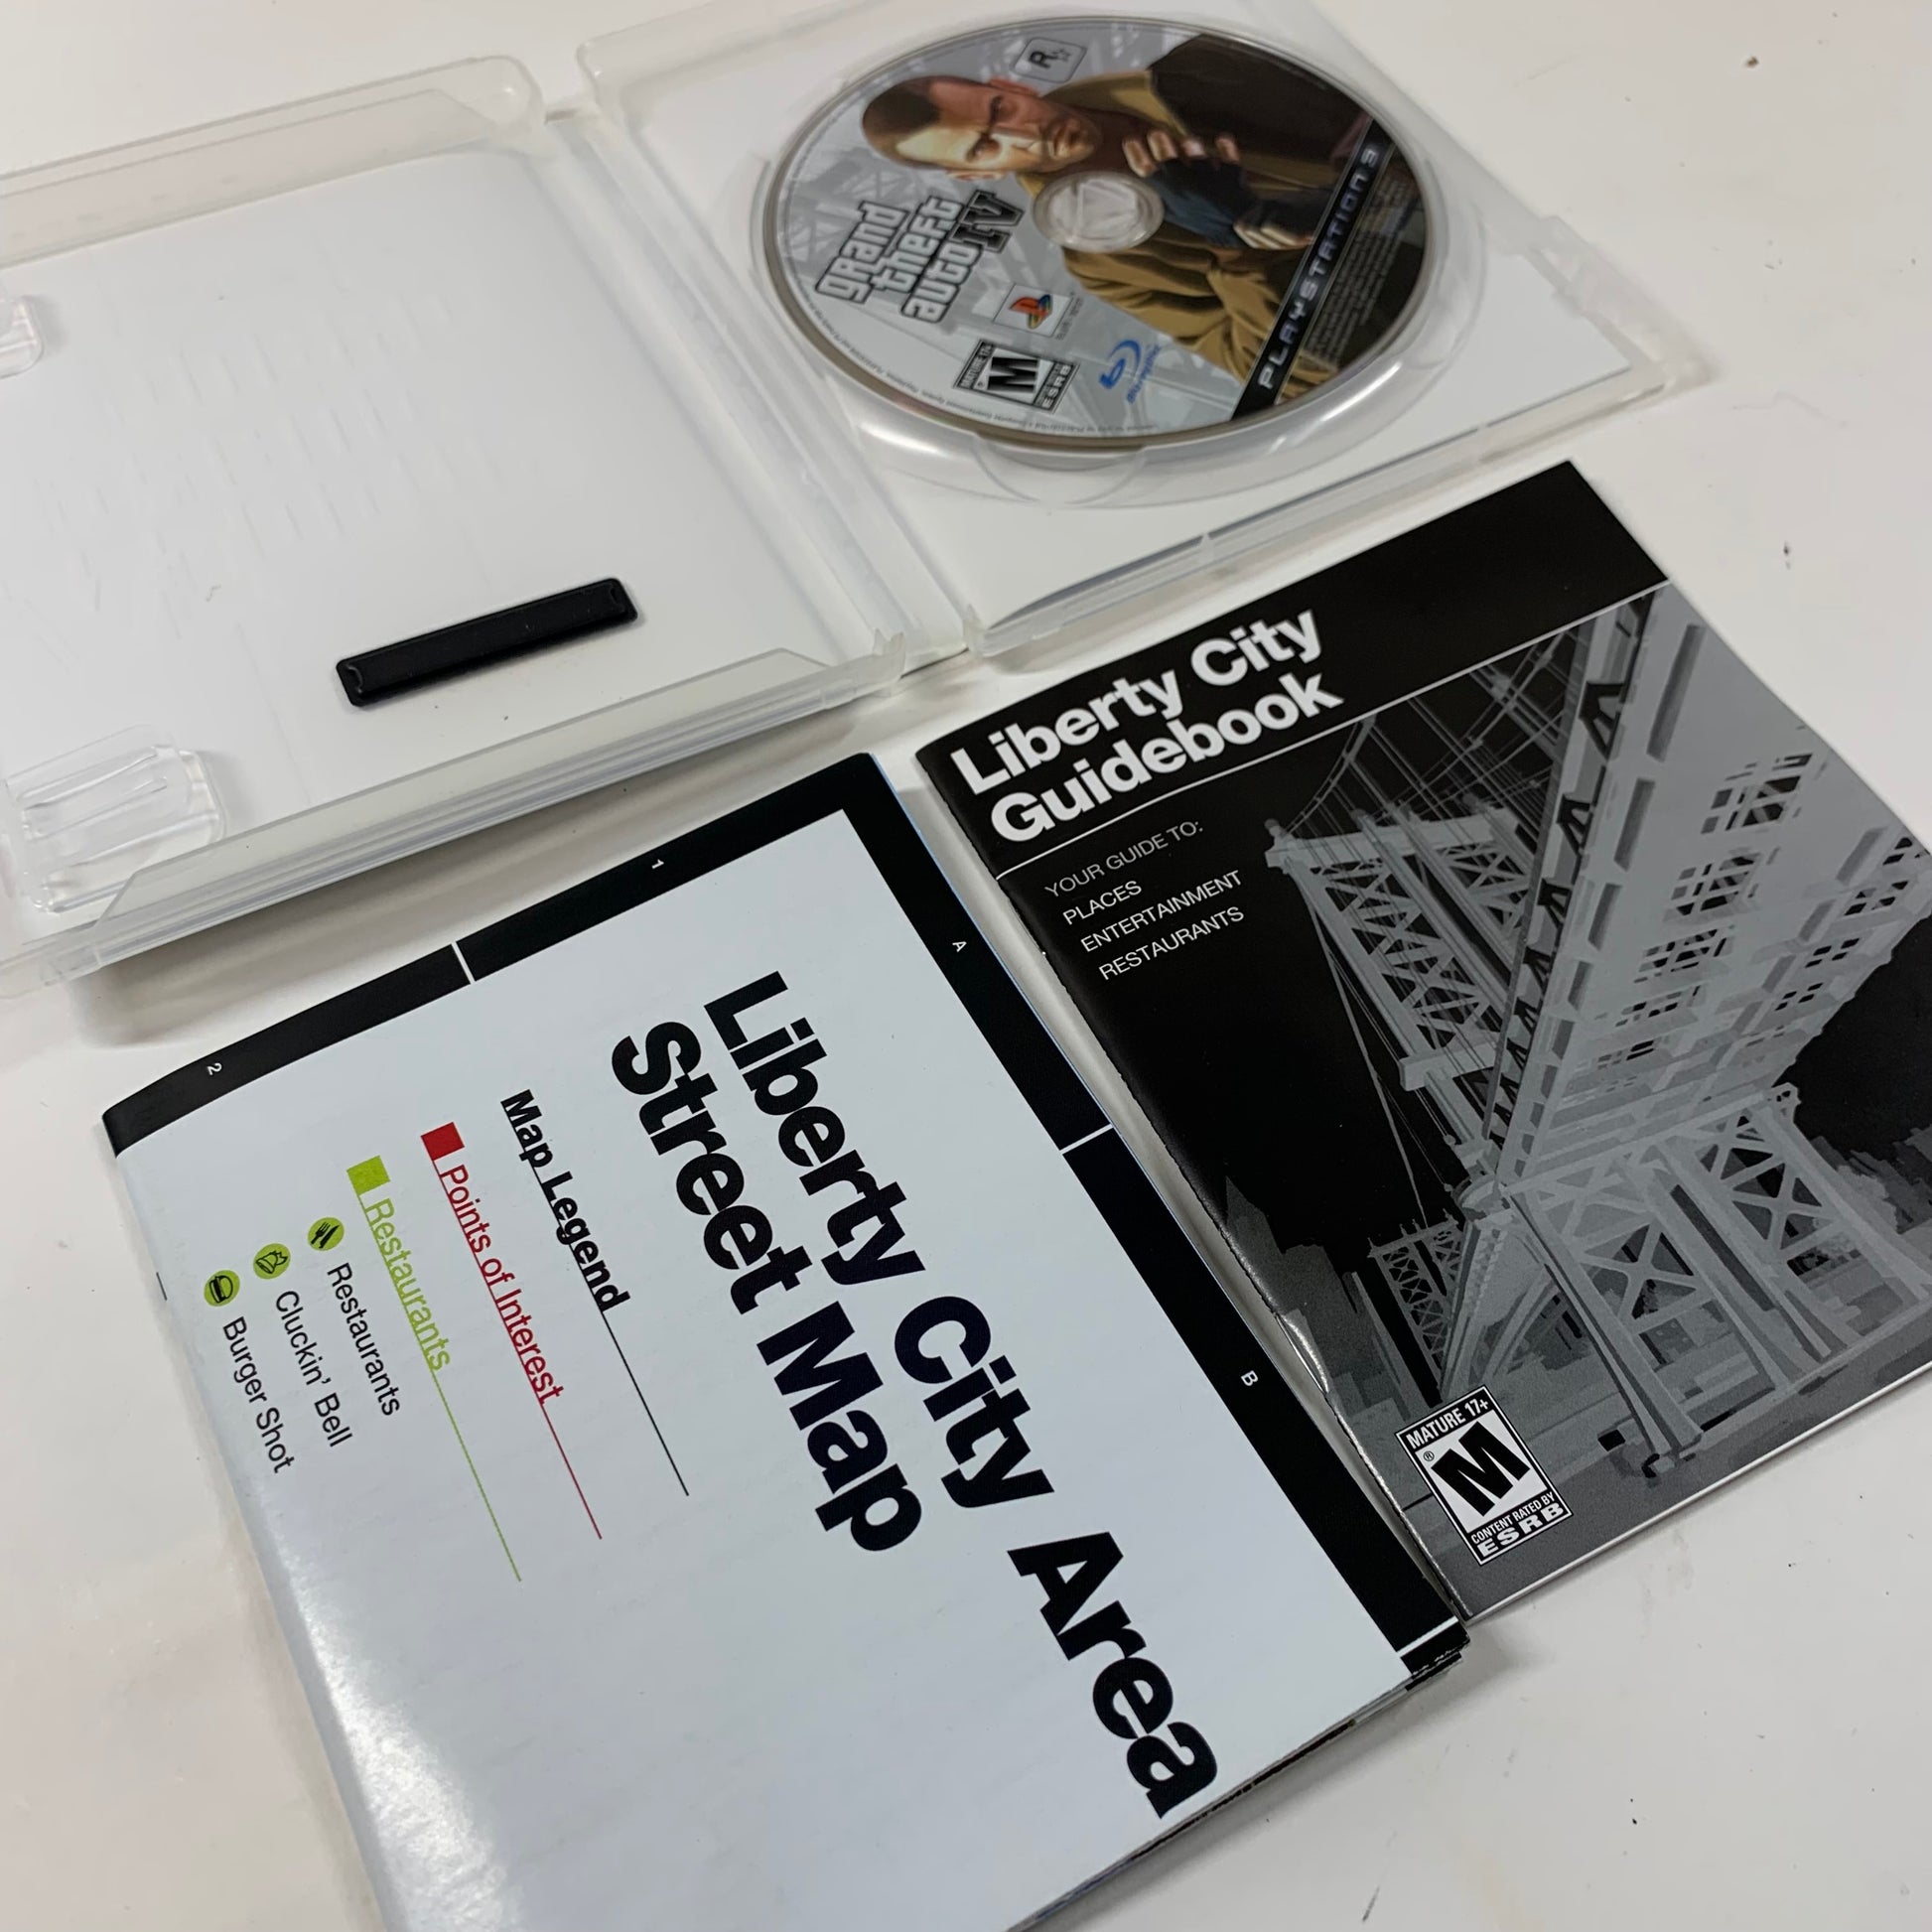 R★
grand
theft
auto IV
MATURE 17+
M
ESRB
PLAYSTATION 3
Liberty City
Guidebook
YOUR GUIDE TO:
PLACES
ENTERTAINMENT
RESTAURANTS
MATURE 17+
M
®
CONTENT RATED BY
ESRB
1
2
A
B
Liberty City Area
Street Map
Map Legend
Points of Interest
Restaurants
Restaurants
Cluckin' Bell
Burger Shot